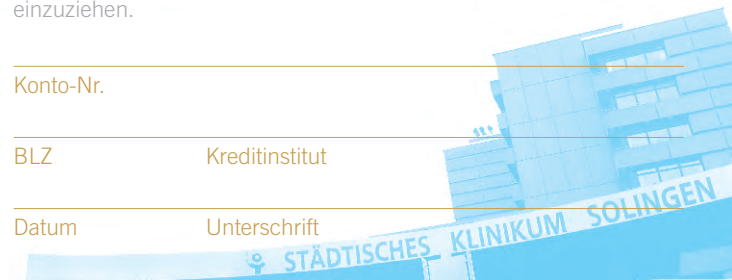 einzuziehen.
Konto-Nr.
BLZ Kreditinstitut
Datum Unterschrift
STÄDTISCHES KLINIKUM SOLINGEN